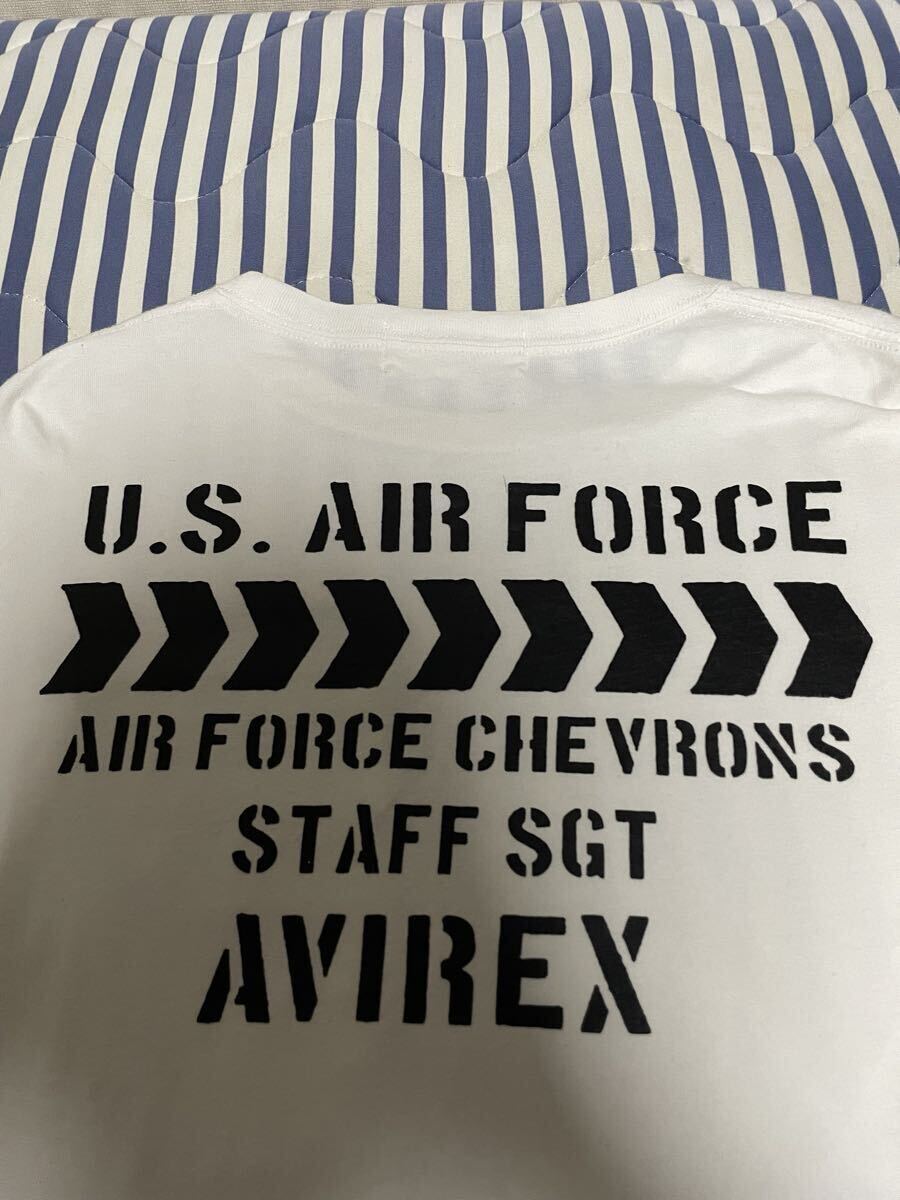 U.S. AIR FORCE
AIR FORCE CHEVRONS
STAFF SGT
AVIREX